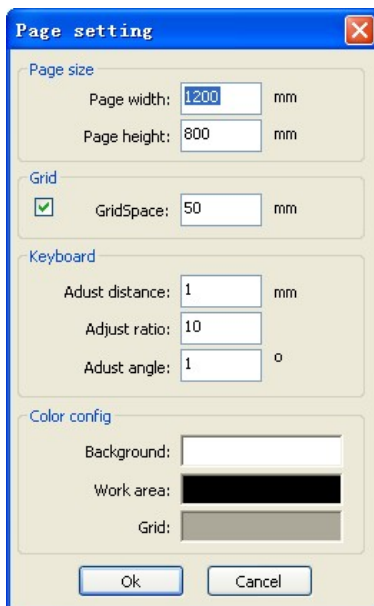 Page setting
Page size
Page width: 1200 mm
Page height: 800 mm
Grid
GridSpace: 50 mm
Keyboard
Adust distance: 1 mm
Adjust ratio: 10
Adust angle: 1 o
Color config
Background:
Work area:
Grid:
Ok Cancel